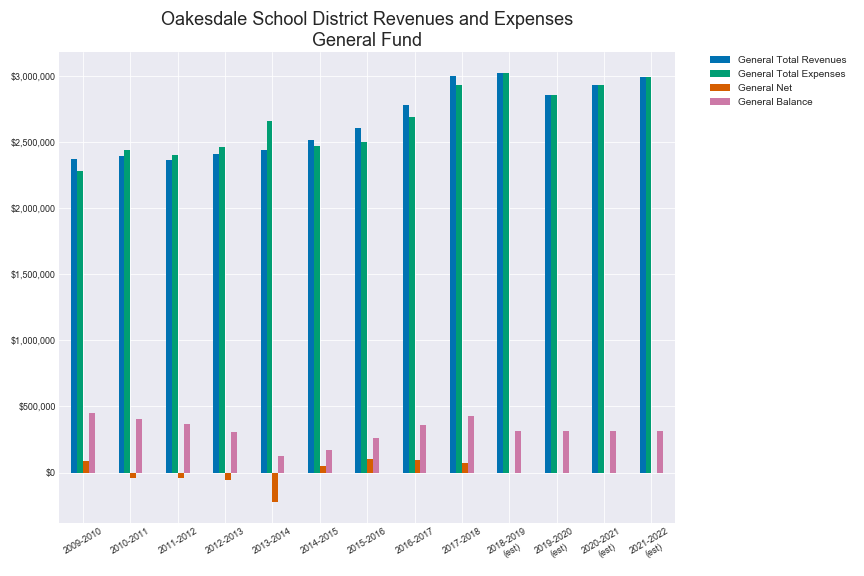 Oakesdale School District Revenues and Expenses
General Fund
General Total Revenues
General Total Expenses
General Net
General Balance
$3,000,000
$2,500,000
$2,000,000
$1,500,000
$1,000,000
$500,000
$0
2009-2010
2010-2011
2011-2012
2012-2013
2013-2014
2014-2015
2015-2016
2016-2017
2017-2018
2018-2019
(est)
2019-2020
(est)
2020-2021
(est)
2021-2022
(est)